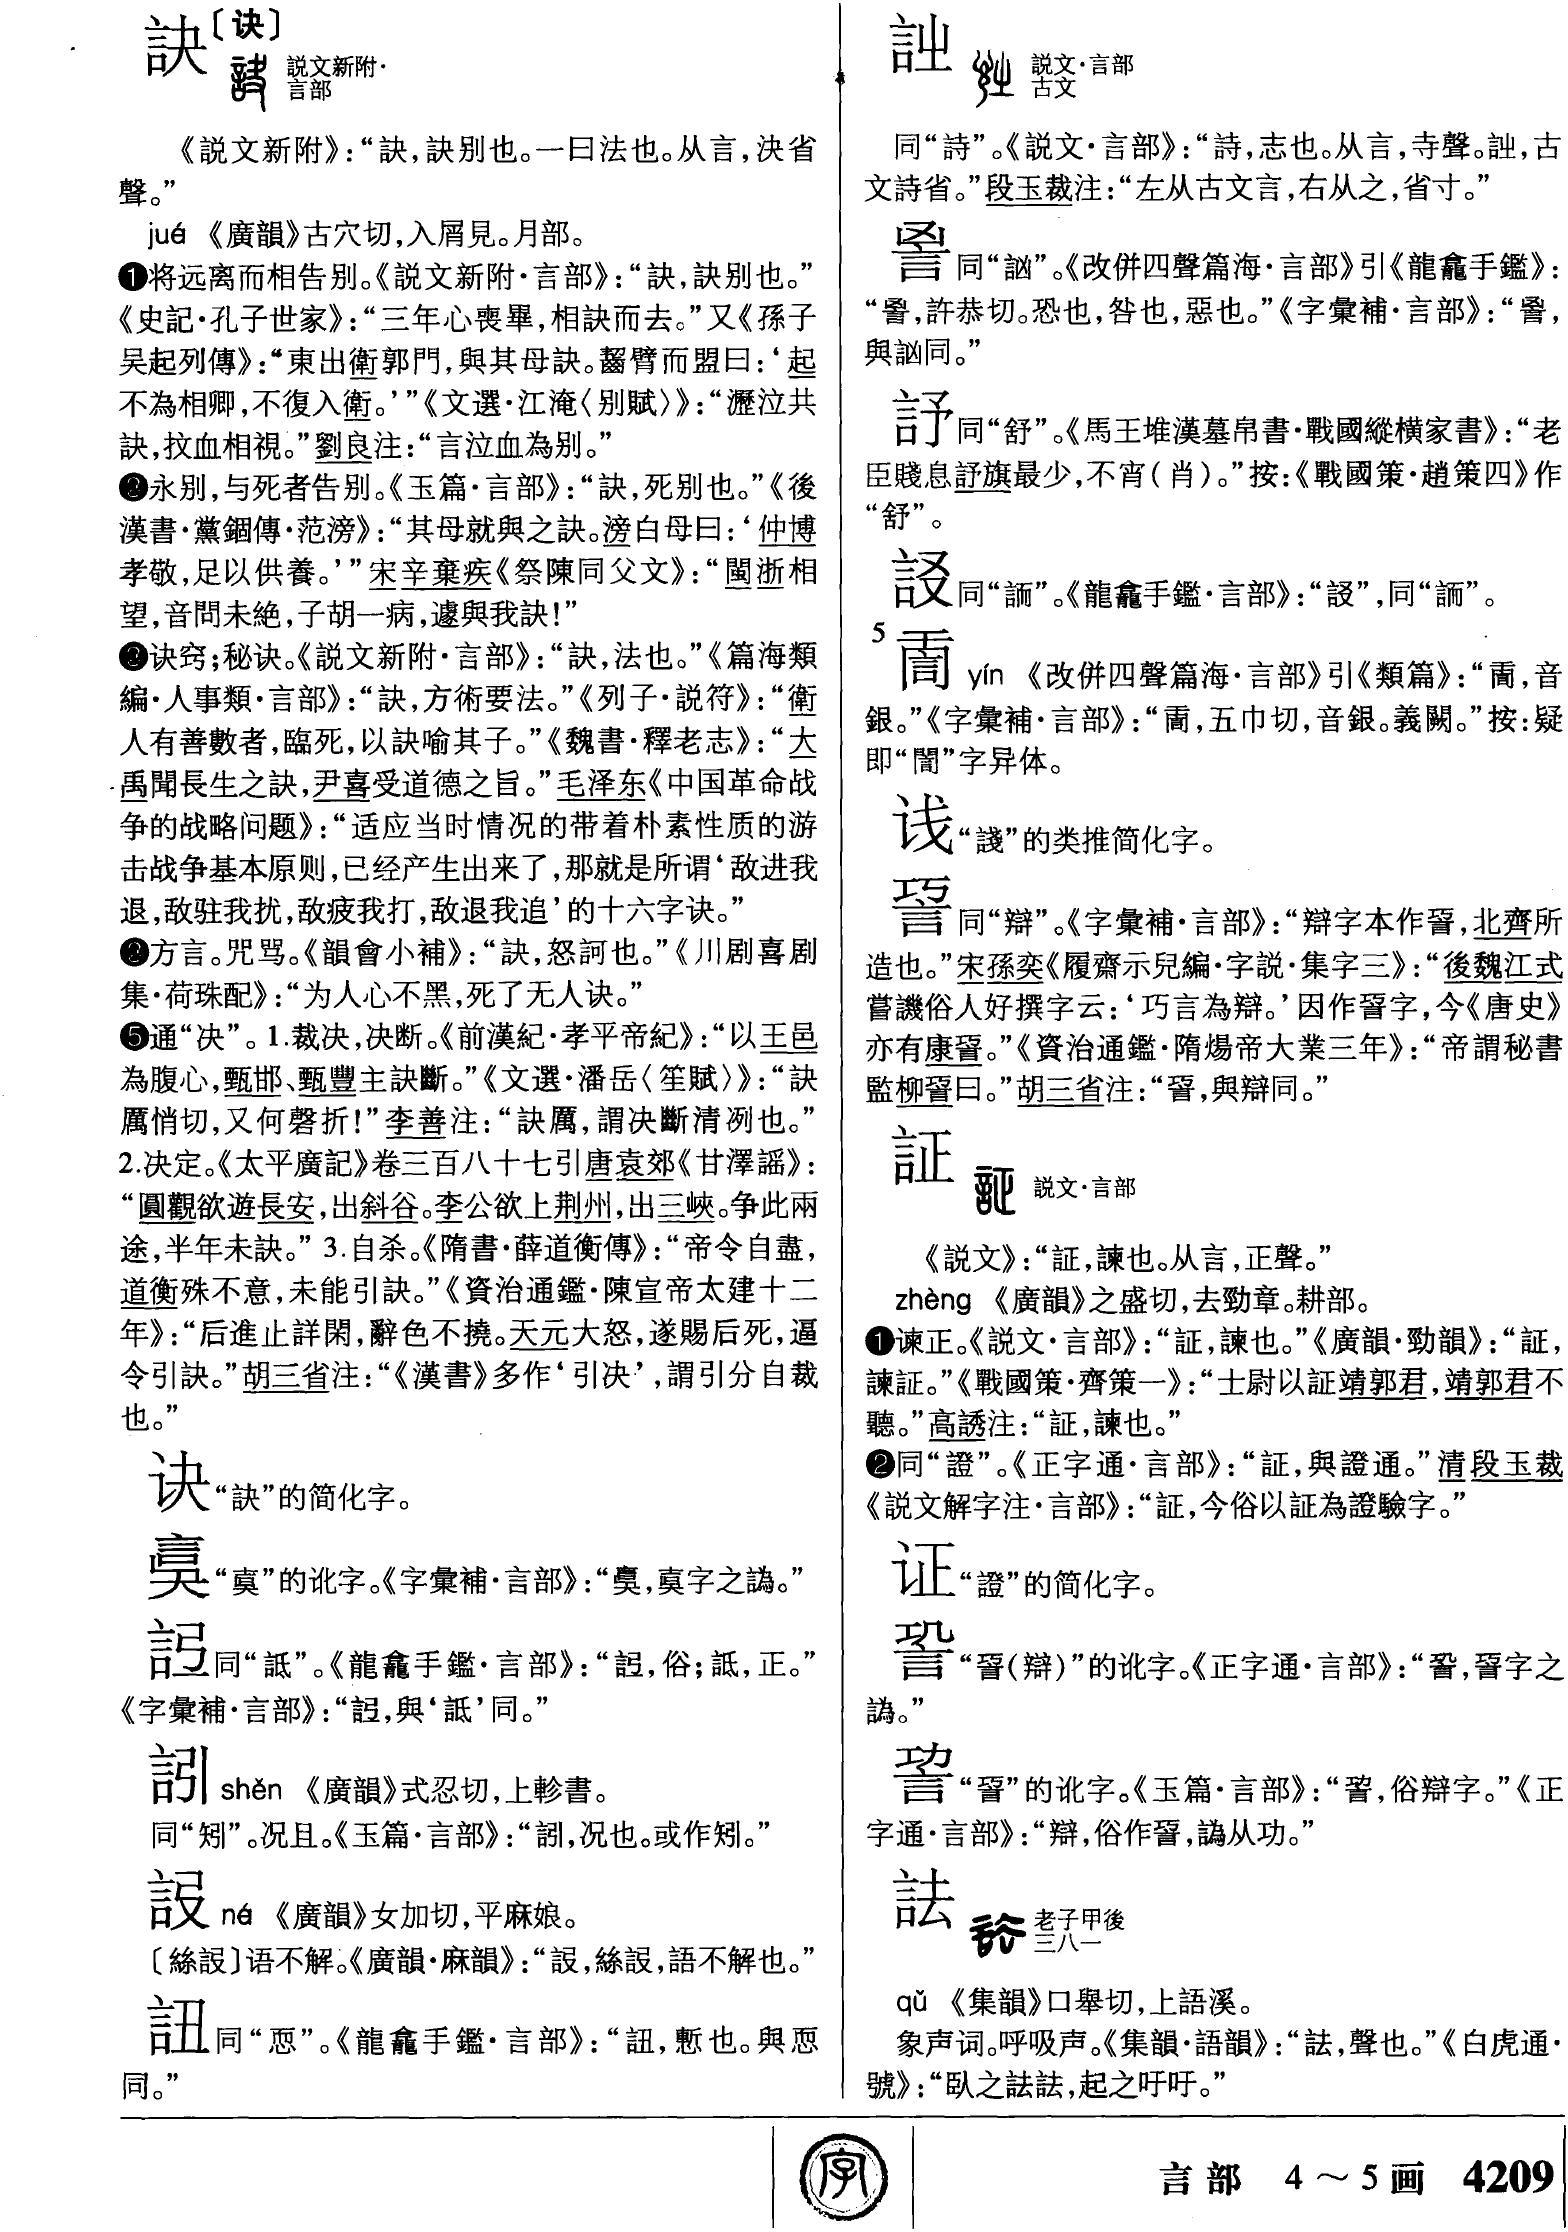 訣〔诀〕
説文新附·
言部
《説文新附》：“訣，訣别也。一曰法也。从言，決省
聲。”
jué 《廣韻》古穴切，入屑見。月部。
❶将远离而相告别。《説文新附·言部》：“訣，訣别也。”
《史記·孔子世家》：“三年心喪畢，相訣而去。”又《孫子
吴起列傳》：“東出衛郭門，與其母訣。齧臂而盟曰：‘起
不為相卿，不復入衛。’”《文選·江淹〈别賦〉》：“瀝泣共
訣，抆血相視。”劉良注：“言泣血為别。”
❷永别，与死者告别。《玉篇·言部》：“訣，死别也。”《後
漢書·黨錮傳·范滂》：“其母就與之訣。滂白母曰：‘仲博
孝敬，足以供養。’”宋辛棄疾《祭陳同父文》：“閩浙相
望，音問未絶，子胡一病，遽與我訣！”
❸诀窍；秘诀。《説文新附·言部》：“訣，法也。”《篇海類
編·人事類·言部》：“訣，方術要法。”《列子·説符》：“衛
人有善數者，臨死，以訣喻其子。”《魏書·釋老志》：“大
禹聞長生之訣，尹喜受道德之旨。”毛泽东《中国革命战
争的战略问题》：“适应当时情况的带着朴素性质的游
击战争基本原则，已经产生出来了，那就是所谓‘敌进我
退，敌驻我扰，敌疲我打，敌退我追’的十六字诀。”
❹方言。咒骂。《韻會小補》：“訣，怒訶也。”《川剧喜剧
集·荷珠配》：“为人心不黑，死了无人诀。”
❺通“决”。1.裁决，决断。《前漢紀·孝平帝紀》：“以王邑
為腹心，甄邯、甄豐主訣斷。”《文選·潘岳〈笙賦〉》：“訣
厲悄切，又何磬折！”李善注：“訣厲，謂决斷清洌也。”
2.决定。《太平廣記》卷三百八十七引唐袁郊《甘澤謡》：
“圓觀欲遊長安，出斜谷。李公欲上荆州，出三峽。争此兩
途，半年未訣。” 3.自杀。《隋書·薛道衡傳》：“帝令自盡，
道衡殊不意，未能引訣。”《資治通鑑·陳宣帝太建十二
年》：“后進止詳閑，辭色不撓。天元大怒，遂賜后死，逼
令引訣。”胡三省注：“《漢書》多作‘引决’，謂引分自裁
也。”
诀“訣”的简化字。
的讹字。《字彙補·言部》：字之譌。”
同“詆”。《龍龕手鑑·言部》：俗；詆，正。”
《字彙補·言部》：與‘詆’同。”
訠 shěn 《廣韻》式忍切，上軫書。
同“矧”。况且。《玉篇·言部》：“訠，况也。或作矧。”
䛔 ná 《廣韻》女加切，平麻娘。
〔絲䛔〕语不解。《廣韻·麻韻》：“䛔，絲䛔，語不解也。”
䚼同“恧”。《龍龕手鑑·言部》：慙也。與恧
同。”
訨
説文·言部
古文
同“詩”。《説文·言部》：“詩，志也。从言，寺聲。古
文詩省。”段玉裁注：“左从古文言，右从之，省寸。”
同“訩”。《改併四聲篇海·言部》引《龍龕手鑑》：
許恭切。恐也，咎也，惡也。”《字彙補·言部》：
與訩同。”
䚽同“舒”。《馬王堆漢墓帛書·戰國縱横家書》：“老
臣賤息䚽旗最少，不宵（肖）。”按：《戰國策·趙策四》作
“舒”。
《龍龕手鑑·言部》：
5
yín 《改併四聲篇海·言部》引《類篇》：音
銀。”《字彙補·言部》：五巾切，音銀。義闕。”按：疑
即“誾”字异体。
“諓”的类推简化字。
䛒同“辯”。《字彙補·言部》：“辯字本作䛒，北齊所
造也。”宋孫奕《履齋示兒編·字説·集字三》：“後魏江式
嘗譏俗人好撰字云：‘巧言為辯。’因作䛒字，今《唐史》
亦有康䛒。”《資治通鑑·隋煬帝大業三年》：“帝謂秘書
監柳䛒曰。”胡三省注：“䛒，與辯同。”
証
説文·言部
《説文》：“証，諫也。从言，正聲。”
zhèng 《廣韻》之盛切，去勁章。耕部。
❶谏正。《説文·言部》：“証，諫也。”《廣韻·勁韻》：“証，
諫証。”《戰國策·齊策一》：“士尉以証靖郭君，靖郭君不
聽。”高誘注：“証，諫也。”
❷同“證”。《正字通·言部》：“証，與證通。”清段玉裁
《説文解字注·言部》：“証，今俗以証為證驗字。”
证“證”的简化字。
“䛒（辯）”的讹字。《正字通·言部》：䛒字之
譌。”
“䛒”的讹字。《玉篇·言部》：俗辯字。”《正
字通·言部》：“辯，俗作䛒，譌从功。”
詓
老子甲後
三八一
qǔ 《集韻》口舉切，上語溪。
象声词。呼吸声。《集韻·語韻》：“詓，聲也。”《白虎通·
號》：“臥之詓詓，起之吁吁。”
字
言部 4～5画 4209